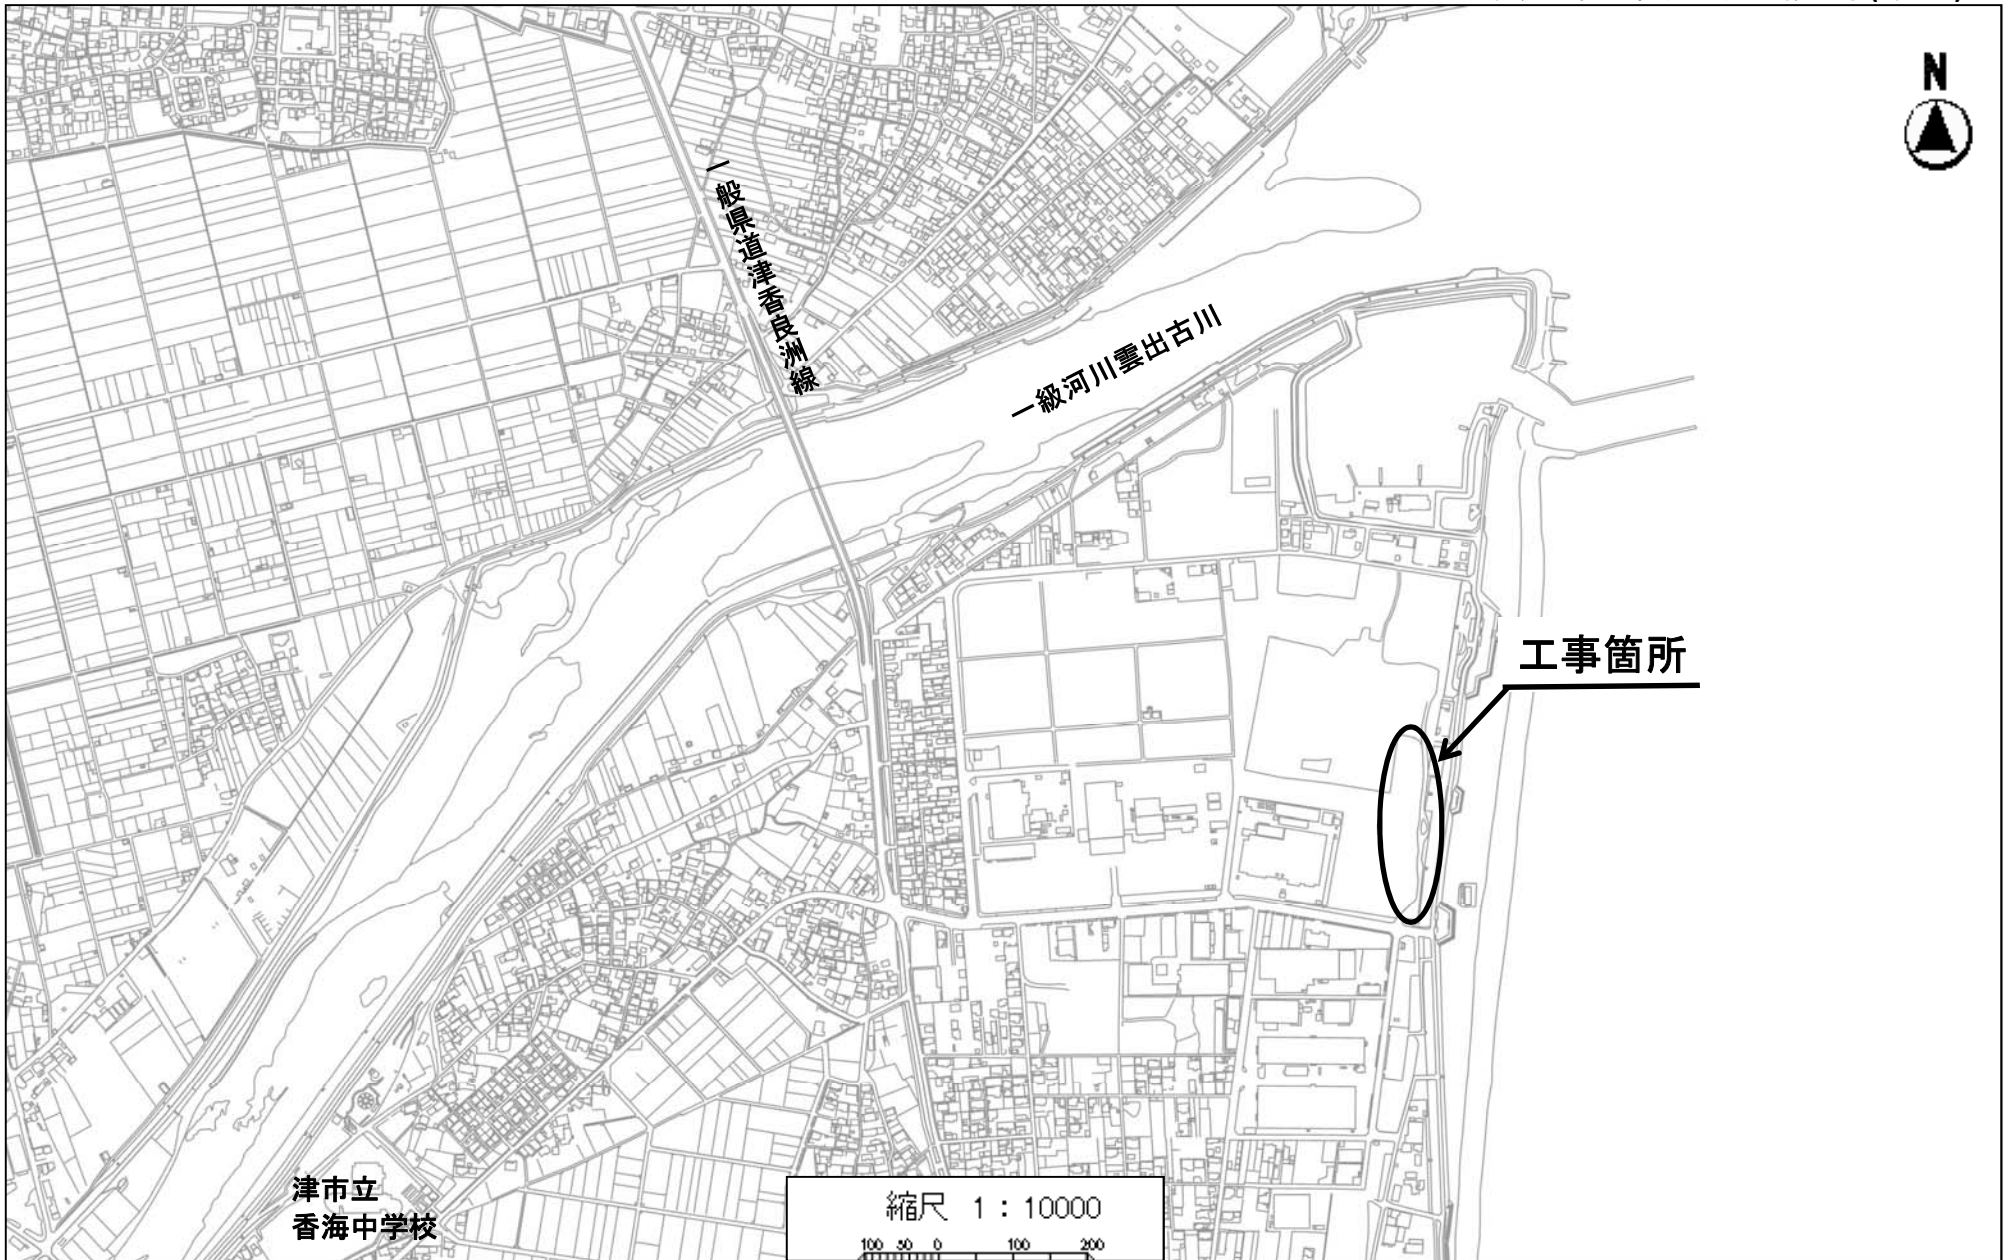 N
一般県道津香良洲線
一級河川雲出古川
工事箇所
津市立
香海中学校
縮尺 1:10000
100 50 0 100 200